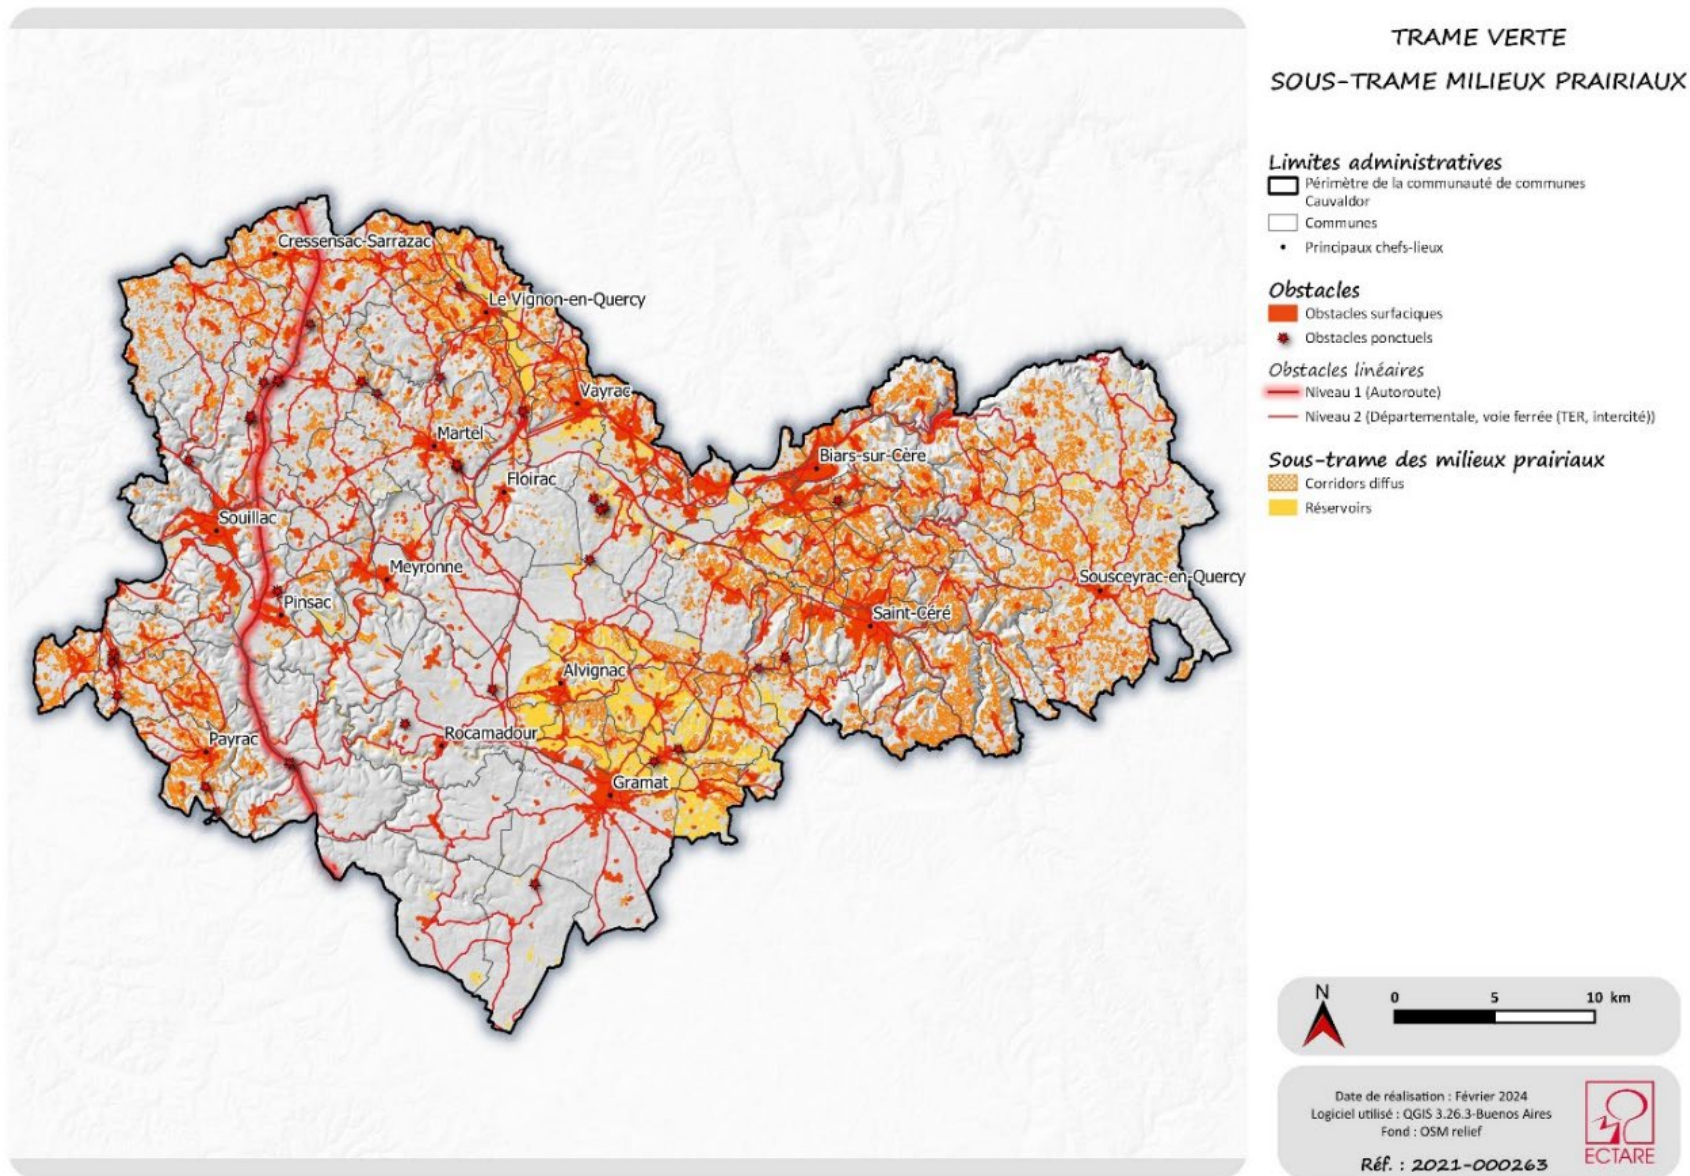 TRAME VERTE
SOUS-TRAME MILIEUX PRAIRIAUX
Limites administratives
Périmètre de la communauté de communes
Cauvaldor
Communes
Principaux chefs-lieux
Obstacles
Obstacles surfaciques
Obstacles ponctuels
Obstacles linéaires
Niveau 1 (Autoroute)
Niveau 2 (Départementale, voie ferrée (TER, intercité))
Sous-trame des milieux prairiaux
Corridors diffus
Réservoirs
Cressensac-Sarrazac
Le Vignon-en-Quercy
Vayrac
Martel
Biars-sur-Cère
Floirac
Souillac
Meyronne
Sousceyrac-en-Quercy
Pinsac
Saint-Céré
Alvignac
Payrac
Rocamadour
Gramat
N
0 5 10 km
Date de réalisation : Février 2024
Logiciel utilisé : QGIS 3.26.3-Buenos Aires
Fond : OSM relief
Réf. : 2021-000263
ECTARE